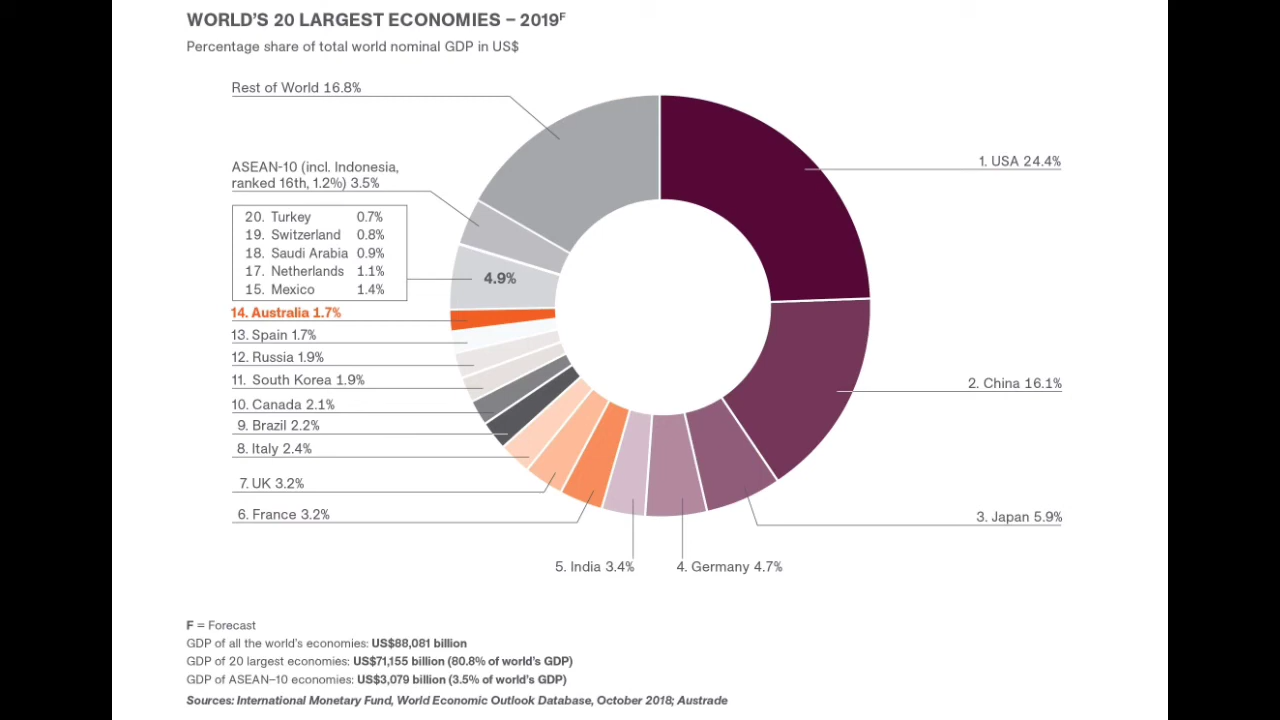 WORLD'S 20 LARGEST ECONOMIES – 2019F
Percentage share of total world nominal GDP in US$
Rest of World 16.8%
ASEAN-10 (incl. Indonesia,
ranked 16th, 1.2%) 3.5%
20. Turkey 0.7%
19. Switzerland 0.8%
18. Saudi Arabia 0.9%
17. Netherlands 1.1%
15. Mexico 1.4%
4.9%
14. Australia 1.7%
13. Spain 1.7%
12. Russia 1.9%
11. South Korea 1.9%
10. Canada 2.1%
9. Brazil 2.2%
8. Italy 2.4%
7. UK 3.2%
6. France 3.2%
5. India 3.4%
4. Germany 4.7%
3. Japan 5.9%
2. China 16.1%
1. USA 24.4%
F = Forecast
GDP of all the world's economies: US$88,081 billion
GDP of 20 largest economies: US$71,155 billion (80.8% of world's GDP)
GDP of ASEAN–10 economies: US$3,079 billion (3.5% of world's GDP)
Sources: International Monetary Fund, World Economic Outlook Database, October 2018; Austrade